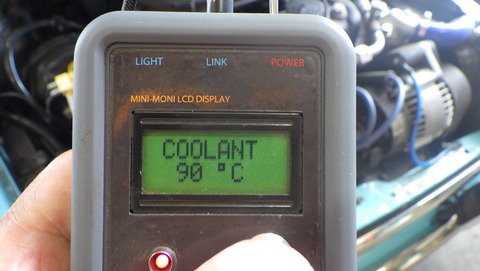 LIGHT LINK POWER
MINI-MONI LCD DISPLAY
COOLANT
90 °C